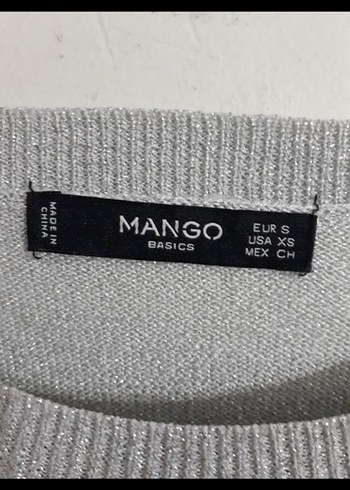 MADE IN
CHINA
MANGO
BASICS
EUR S
USA XS
MEX CH